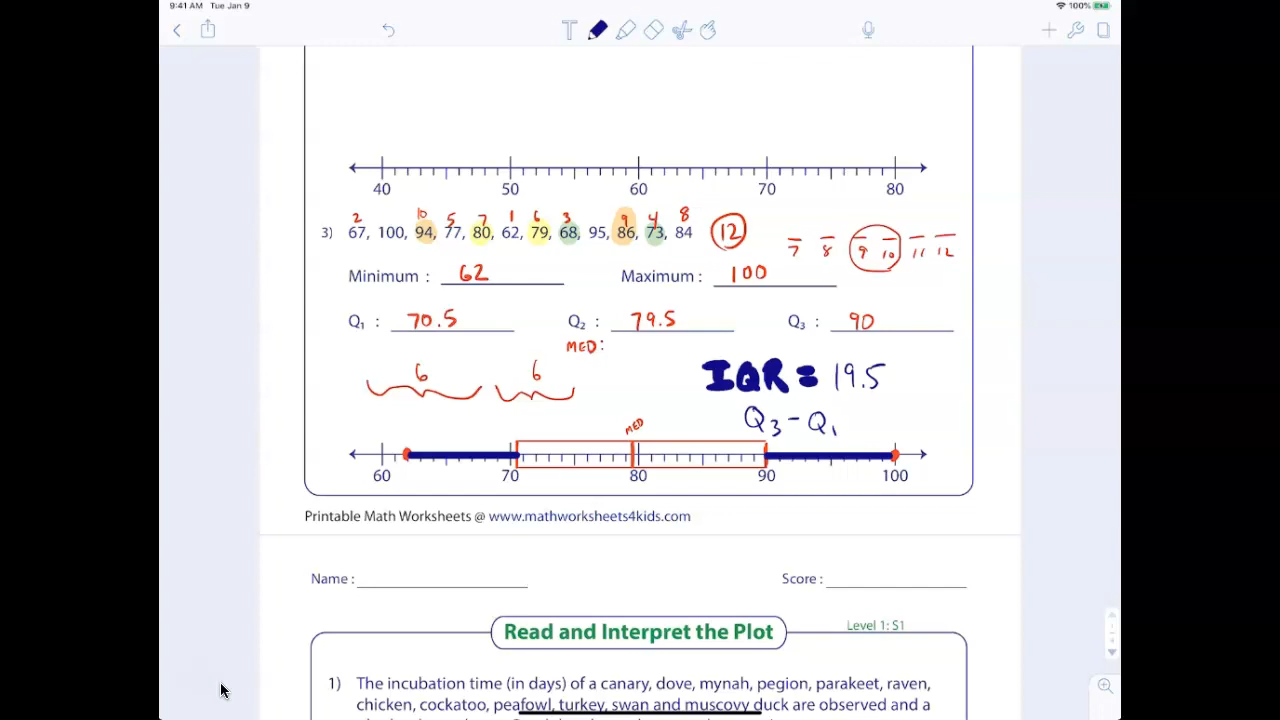 9:41 AM Tue Jan 9 100%
T
40 50 60 70 80
2 10 5 7 1 6 3 9 4 8
3) 67, 100, 94, 77, 80, 62, 79, 68, 95, 86, 73, 84 12
7 8 9 10 11 12
Minimum : 62 Maximum : 100
Q₁ : 70.5 Q₂ : 79.5 Q₃ : 90
MED:
6 6 IQR = 19.5
Q₃ - Q₁
MED
60 70 80 90 100
Printable Math Worksheets @ www.mathworksheets4kids.com
Name : Score :
Level 1: S1
Read and Interpret the Plot
1) The incubation time (in days) of a canary, dove, mynah, pegion, parakeet, raven,
chicken, cockatoo, peafowl, turkey, swan and muscovy duck are observed and a